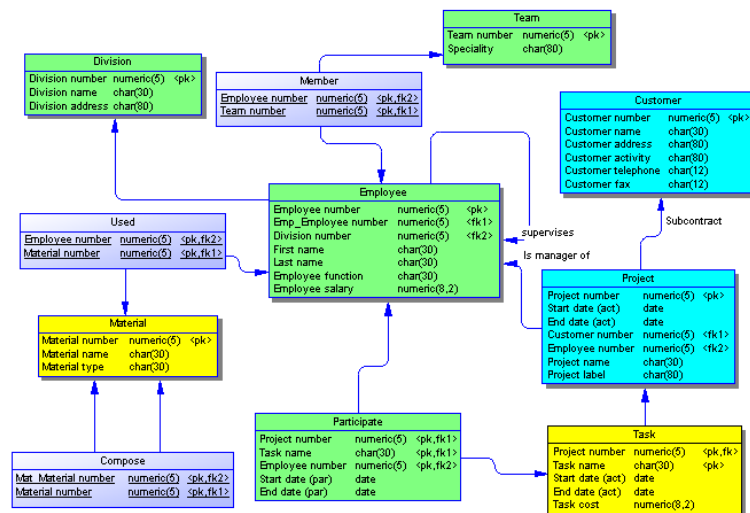 Team
Team number numeric(5) <pk>
Speciality char(80)
Division
Division number numeric(5) <pk>
Division name char(30)
Division address char(80)
Member
Employee number numeric(5) <pk,fk2>
Team number numeric(5) <pk,fk1>
Customer
Customer number numeric(5) <pk>
Customer name char(30)
Customer address char(80)
Customer activity char(80)
Customer telephone char(12)
Customer fax char(12)
Employee
Employee number numeric(5) <pk>
Emp_Employee number numeric(5) <fk1>
Division number numeric(5) <fk2>
First name char(30)
Last name char(30)
Employee function char(30)
Employee salary numeric(8,2)
supervises
Is manager of
Subcontract
Used
Employee number numeric(5) <pk,fk2>
Material number numeric(5) <pk,fk1>
Project
Project number numeric(5) <pk>
Start date (act) date
End date (act) date
Customer number numeric(5) <fk1>
Employee number numeric(5) <fk2>
Project name char(30)
Project label char(80)
Material
Material number numeric(5) <pk>
Material name char(30)
Material type char(30)
Participate
Project number numeric(5) <pk,fk1>
Task name char(30) <pk,fk1>
Employee number numeric(5) <pk,fk2>
Start date (par) date
End date (par) date
Task
Project number numeric(5) <pk,fk>
Task name char(30) <pk>
Start date (act) date
End date (act) date
Task cost numeric(8,2)
Compose
Mat_Material number numeric(5) <pk,fk2>
Material number numeric(5) <pk,fk1>